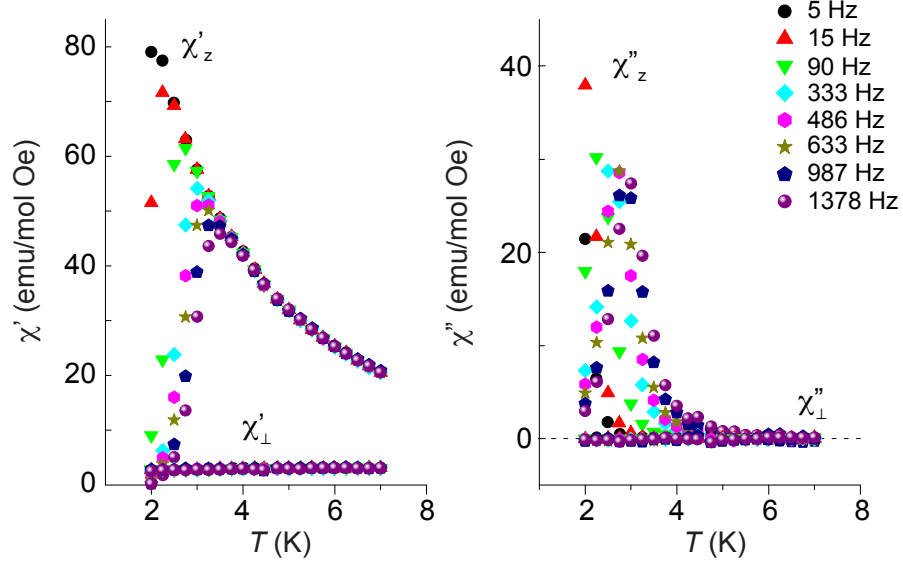 χ'z
χ'⊥
χ' (emu/mol Oe)
80
60
40
20
0
2 4 6 8
T (K)
χ"z
χ"⊥
χ" (emu/mol Oe)
40
20
0
2 4 6 8
T (K)
5 Hz
15 Hz
90 Hz
333 Hz
486 Hz
633 Hz
987 Hz
1378 Hz